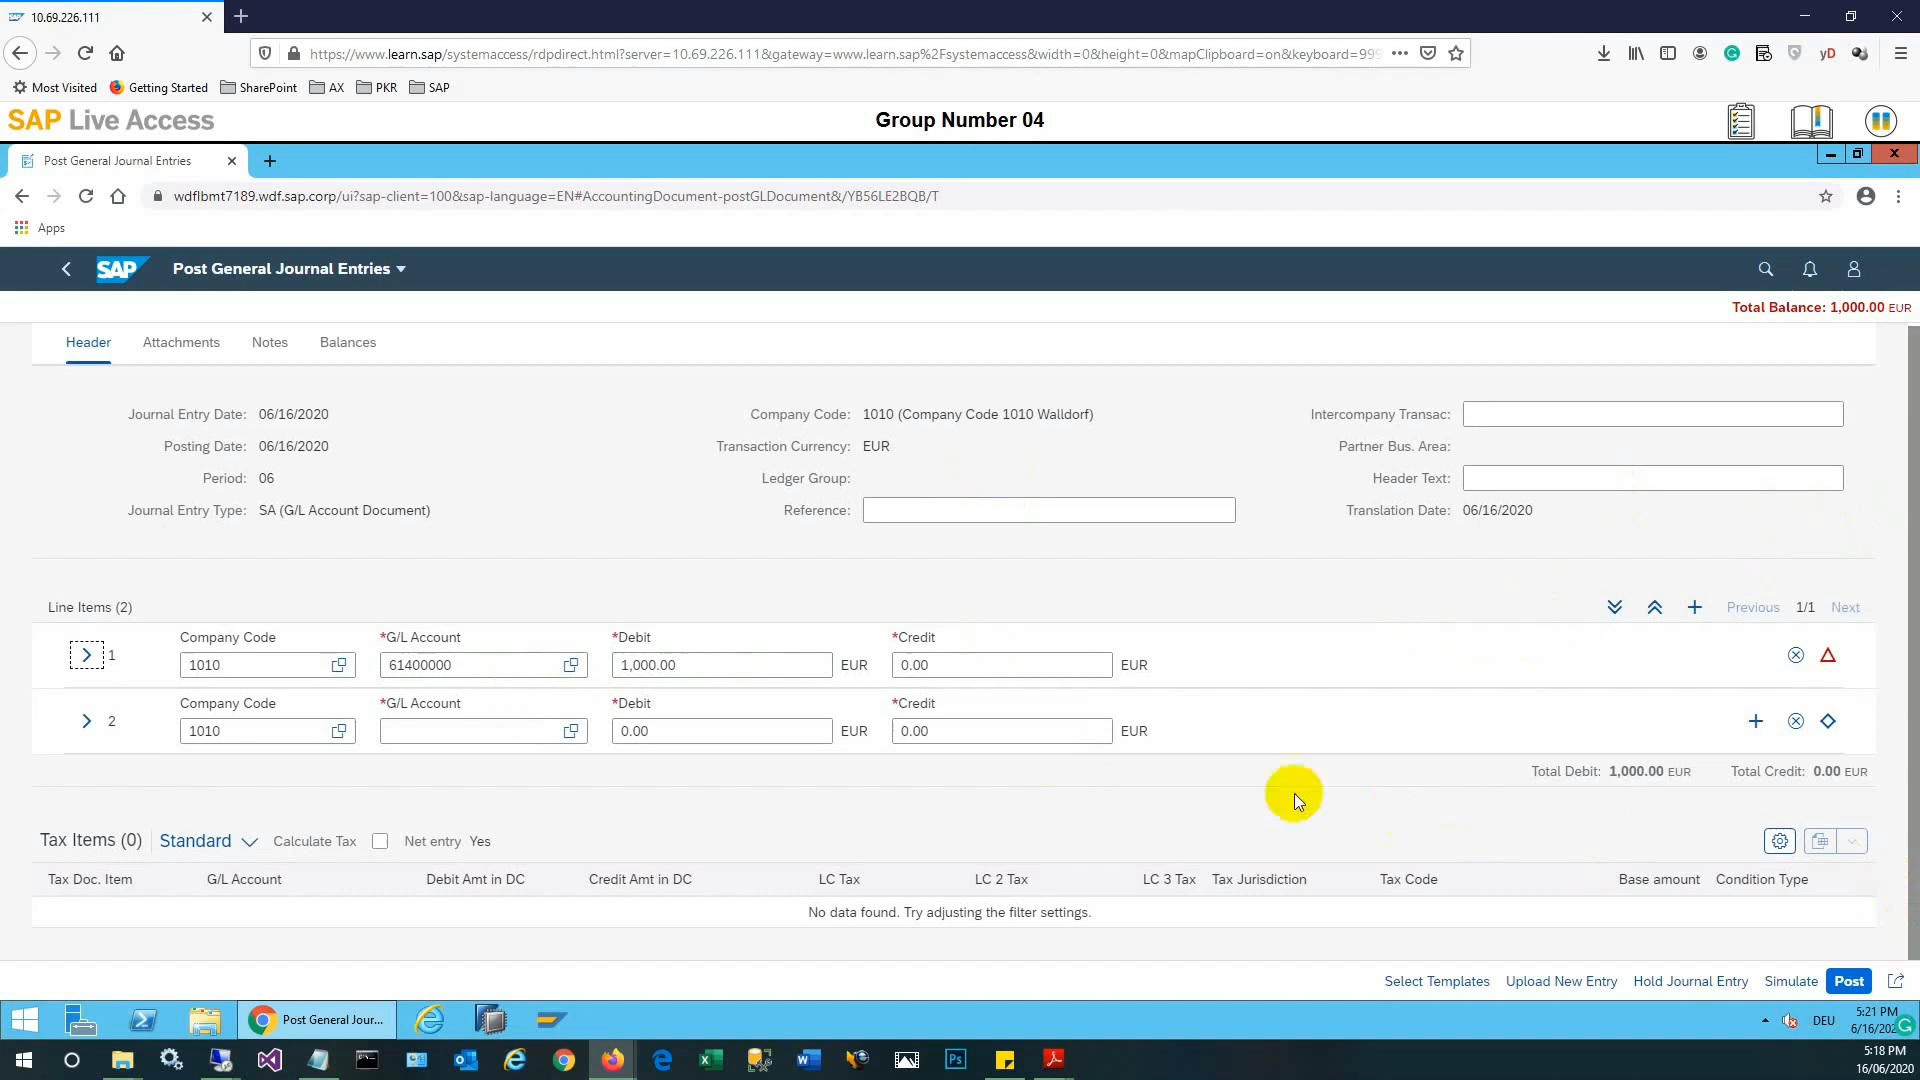 10.69.226.111
https://www.learn.sap/systemaccess/rdpdirect.html?server=10.69.226.111&gateway=www.learn.sap%2Fsystemaccess&width=0&height=0&mapClipboard=on&keyboard=999
Most Visited Getting Started SharePoint AX PKR SAP
SAP Live Access
Group Number 04
Post General Journal Entries
wdflbmt7189.wdf.sap.corp/ui?sap-client=100&sap-language=EN#AccountingDocument-postGLDocument&/YB56LE2BQB/T
Apps
SAP Post General Journal Entries
Total Balance: 1,000.00 EUR
Header Attachments Notes Balances
Journal Entry Date: 06/16/2020 Company Code: 1010 (Company Code 1010 Walldorf) Intercompany Transac:
Posting Date: 06/16/2020 Transaction Currency: EUR Partner Bus. Area:
Period: 06 Ledger Group: Header Text:
Journal Entry Type: SA (G/L Account Document) Reference: Translation Date: 06/16/2020
Line Items (2) Previous 1/1 Next
Company Code *G/L Account *Debit *Credit
1 1010 61400000 1,000.00 EUR 0.00 EUR
Company Code *G/L Account *Debit *Credit
2 1010 0.00 EUR 0.00 EUR
Total Debit: 1,000.00 EUR Total Credit: 0.00 EUR
Tax Items (0) Standard Calculate Tax Net entry Yes
Tax Doc. Item G/L Account Debit Amt in DC Credit Amt in DC LC Tax LC 2 Tax LC 3 Tax Tax Jurisdiction Tax Code Base amount Condition Type
No data found. Try adjusting the filter settings.
Select Templates Upload New Entry Hold Journal Entry Simulate Post
Post General Jour... DEU 5:21 PM
5:18 PM
16/06/2020